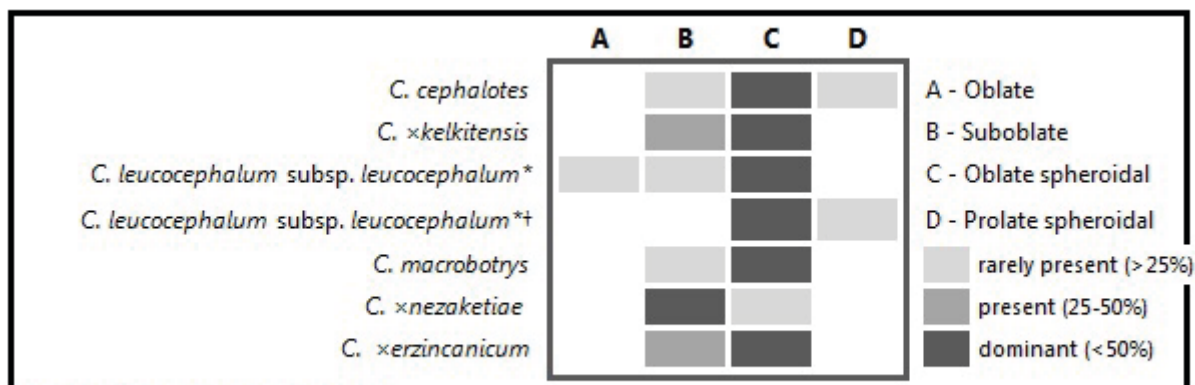 A B C D
C. cephalotes
A - Oblate
C. ×kelkitensis
B - Suboblate
C. leucocephalum subsp. leucocephalum*
C - Oblate spheroidal
C. leucocephalum subsp. leucocephalum*†
D - Prolate spheroidal
C. macrobotrys
rarely present (>25%)
C. ×nezaketiae
present (25-50%)
C. ×erzincanicum
dominant (<50%)